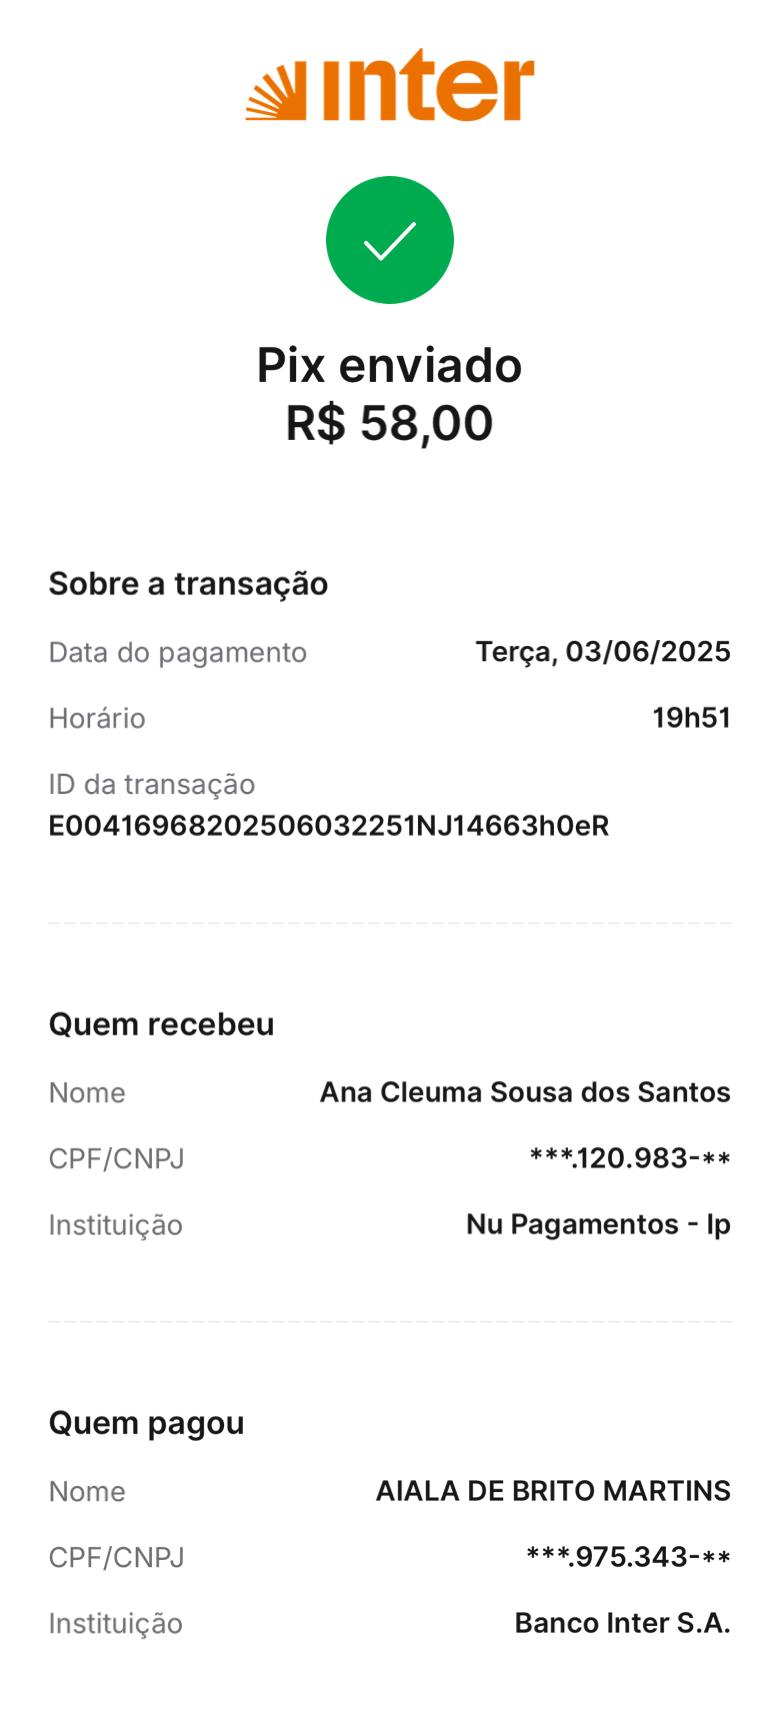 inter
Pix enviado
R$ 58,00
Sobre a transação
Data do pagamento Terça, 03/06/2025
Horário 19h51
ID da transação
E00416968202506032251NJ14663h0eR
Quem recebeu
Nome Ana Cleuma Sousa dos Santos
CPF/CNPJ ***.120.983-**
Instituição Nu Pagamentos - Ip
Quem pagou
Nome AIALA DE BRITO MARTINS
CPF/CNPJ ***.975.343-**
Instituição Banco Inter S.A.